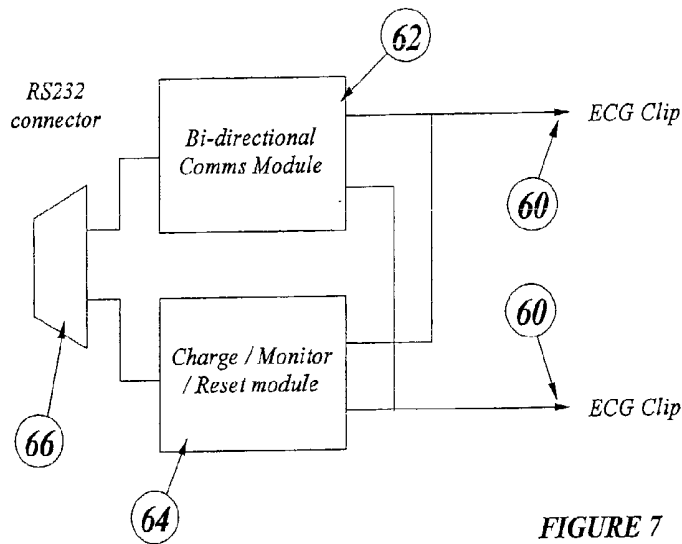 62
RS232
connector
Bi-directional
Comms Module
ECG Clip
60
60
Charge / Monitor
/ Reset module
ECG Clip
66
64
FIGURE 7